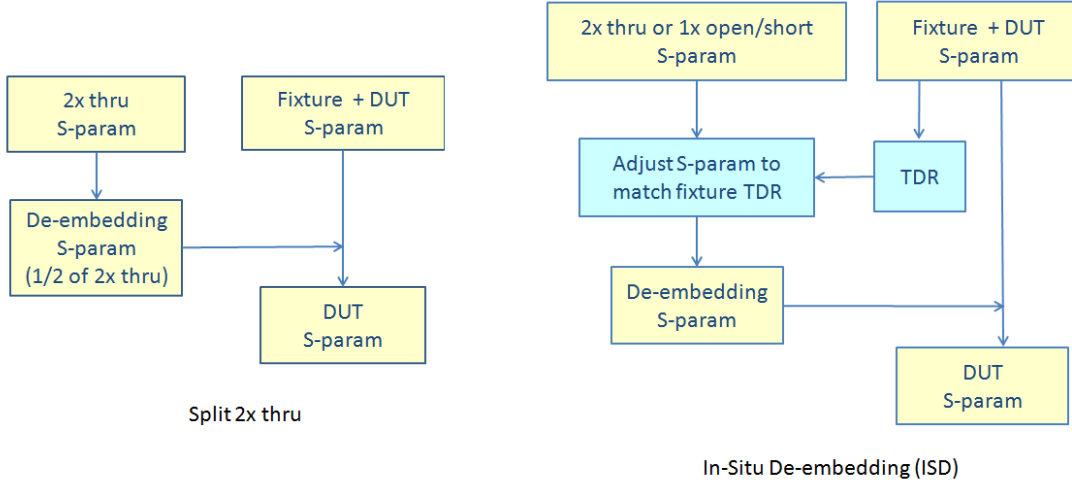 2x thru
S-param
Fixture + DUT
S-param
De-embedding
S-param
(1/2 of 2x thru)
DUT
S-param
Split 2x thru
2x thru or 1x open/short
S-param
Fixture + DUT
S-param
Adjust S-param to
match fixture TDR
TDR
De-embedding
S-param
DUT
S-param
In-Situ De-embedding (ISD)